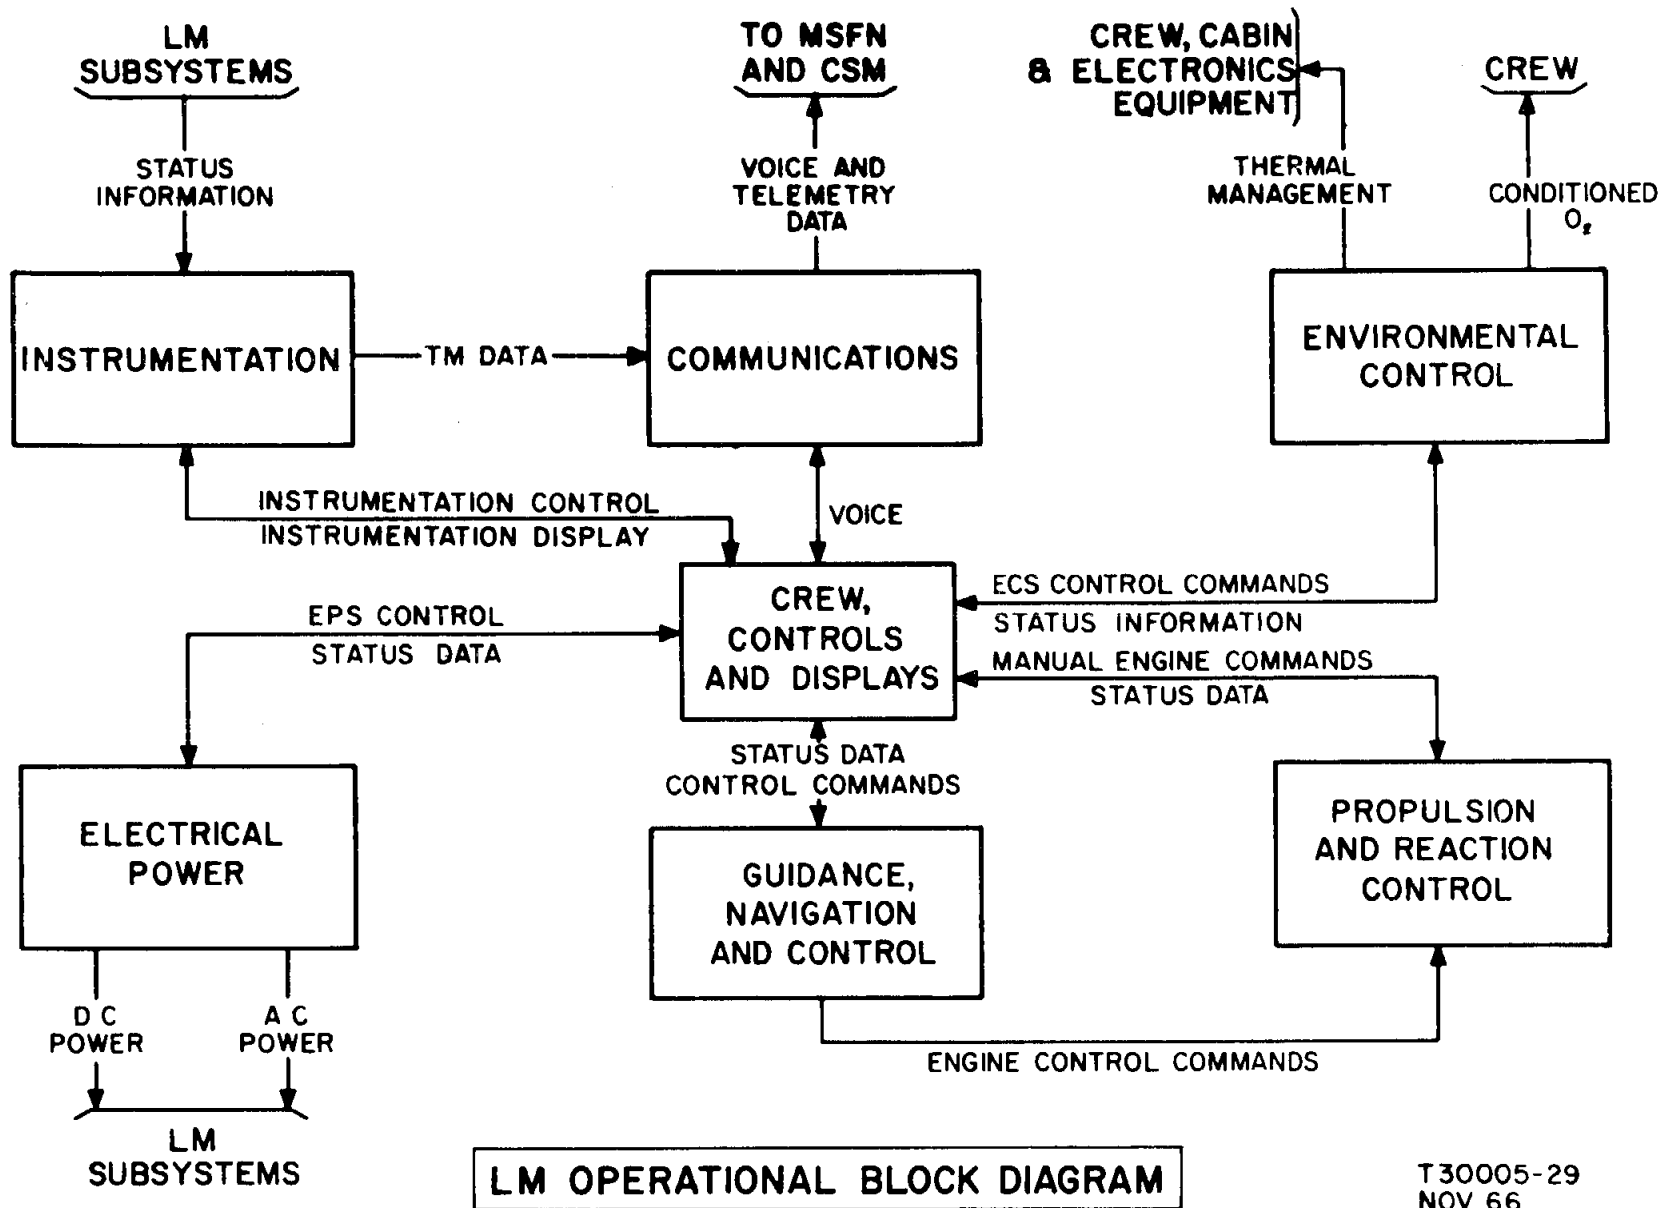 LM
SUBSYSTEMS
STATUS
INFORMATION
TO MSFN
AND CSM
VOICE AND
TELEMETRY
DATA
CREW, CABIN
& ELECTRONICS
EQUIPMENT
THERMAL
MANAGEMENT
CREW
CONDITIONED
O₂
INSTRUMENTATION
TM DATA
COMMUNICATIONS
ENVIRONMENTAL
CONTROL
INSTRUMENTATION CONTROL
INSTRUMENTATION DISPLAY
VOICE
EPS CONTROL
STATUS DATA
CREW,
CONTROLS
AND DISPLAYS
ECS CONTROL COMMANDS
STATUS INFORMATION
MANUAL ENGINE COMMANDS
STATUS DATA
STATUS DATA
CONTROL COMMANDS
ELECTRICAL
POWER
GUIDANCE,
NAVIGATION
AND CONTROL
PROPULSION
AND REACTION
CONTROL
DC
POWER
AC
POWER
ENGINE CONTROL COMMANDS
LM
SUBSYSTEMS
LM OPERATIONAL BLOCK DIAGRAM
T30005-29
NOV 66